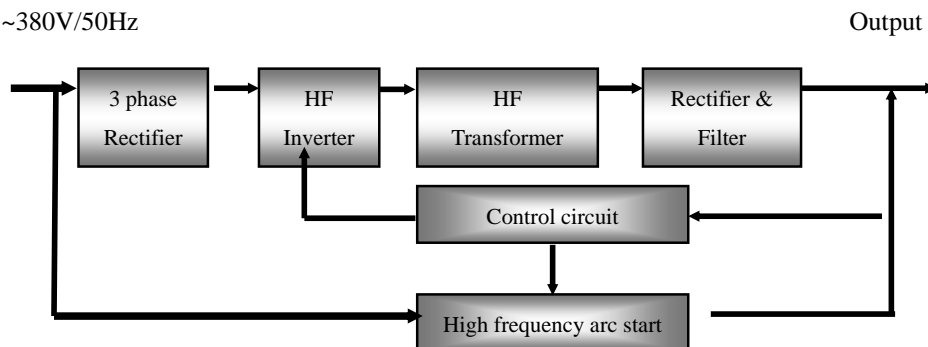 ~380V/50Hz
Output
3 phase
Rectifier
HF
Inverter
HF
Transformer
Rectifier &
Filter
Control circuit
High frequency arc start